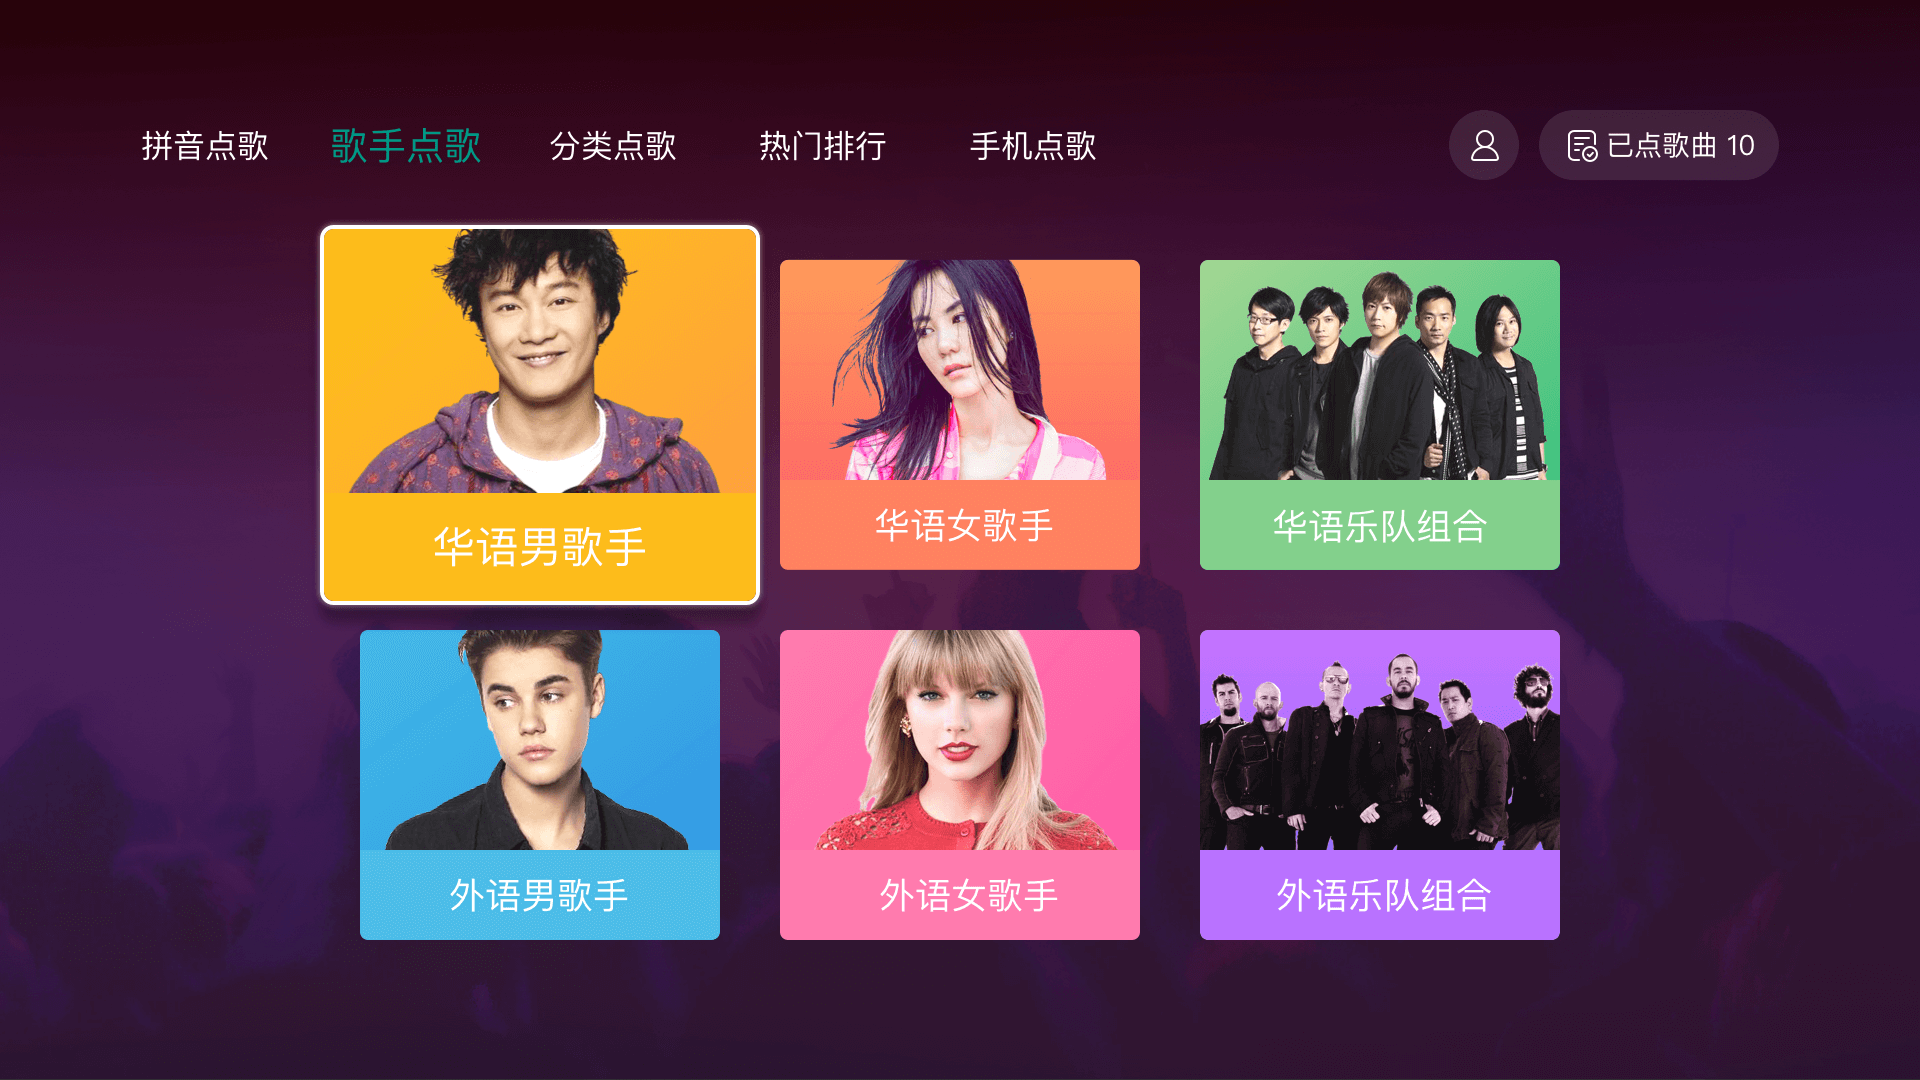 拼音点歌
歌手点歌
分类点歌
热门排行
手机点歌
已点歌曲 10
华语男歌手
华语女歌手
华语乐队组合
外语男歌手
外语女歌手
外语乐队组合